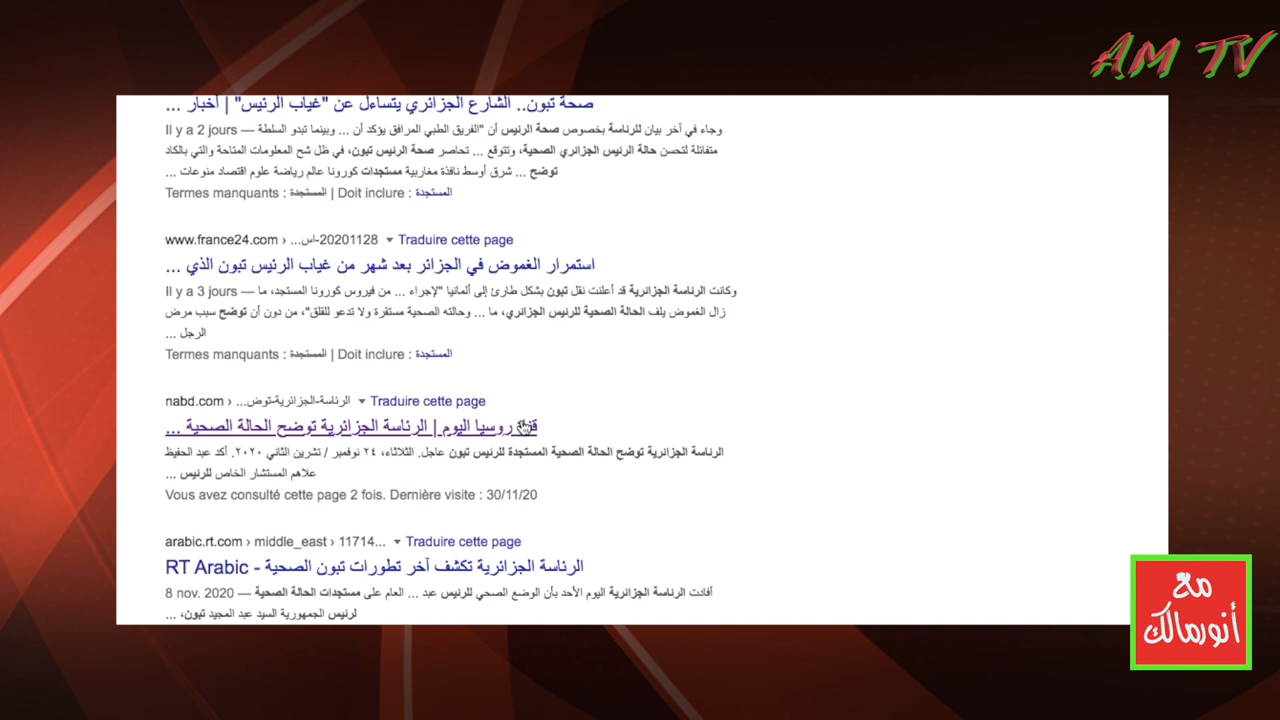 AM TV
صحة تبون.. الشارع الجزائري يتساءل عن "غياب الرئيس" | أخبار ...
Il y a 2 jours — وجاء في آخر بيان للرئاسة بخصوص صحة الرئيس أن "الفريق الطبي المرافق يؤكد أن ... وبينما تبدو السلطة
متفائلة لتحسن حالة الرئيس الجزائري الصحية، وتتوقع ... تحاصر صحة الرئيس تبون، في ظل شح المعلومات المتاحة والتي بالكاد
توضح ... شرق أوسط نافذة مغاربية مستجدات كورونا عالم رياضة علوم اقتصاد منوعات ...
Termes manquants : المستجدة | Doit inclure : المستجدة
www.france24.com › ...اس-20201128 Traduire cette page
استمرار الغموض في الجزائر بعد شهر من غياب الرئيس تبون الذي ...
Il y a 3 jours — وكانت الرئاسة الجزائرية قد أعلنت نقل تبون بشكل طارئ إلى ألمانيا "لإجراء ... من فيروس كورونا المستجد، ما
زال الغموض يلف الحالة الصحية للرئيس الجزائري، ما ... وحالته الصحية مستقرة ولا تدعو للقلق"، من دون أن توضح سبب مرض
الرجل ...
Termes manquants : المستجدة | Doit inclure : المستجدة
nabd.com › ...الرئاسة-الجزائرية-توض Traduire cette page
روسيا اليوم | الرئاسة الجزائرية توضح الحالة الصحية ...
الرئاسة الجزائرية توضح الحالة الصحية المستجدة للرئيس تبون عاجل. الثلاثاء، ٢٤ نوفمبر / تشرين الثاني ٢٠٢٠. أكد عبد الحفيظ
علاهم المستشار الخاص للرئيس ...
Vous avez consulté cette page 2 fois. Dernière visite : 30/11/20
arabic.rt.com › middle_east › 11714... Traduire cette page
الرئاسة الجزائرية تكشف آخر تطورات تبون الصحية - RT Arabic
8 nov. 2020 — أفادت الرئاسة الجزائرية اليوم الأحد بأن الوضع الصحي للرئيس عبد ... العام على مستجدات الحالة الصحية
لرئيس الجمهورية السيد عبد المجيد تبون، ...
مع
أنورمالك